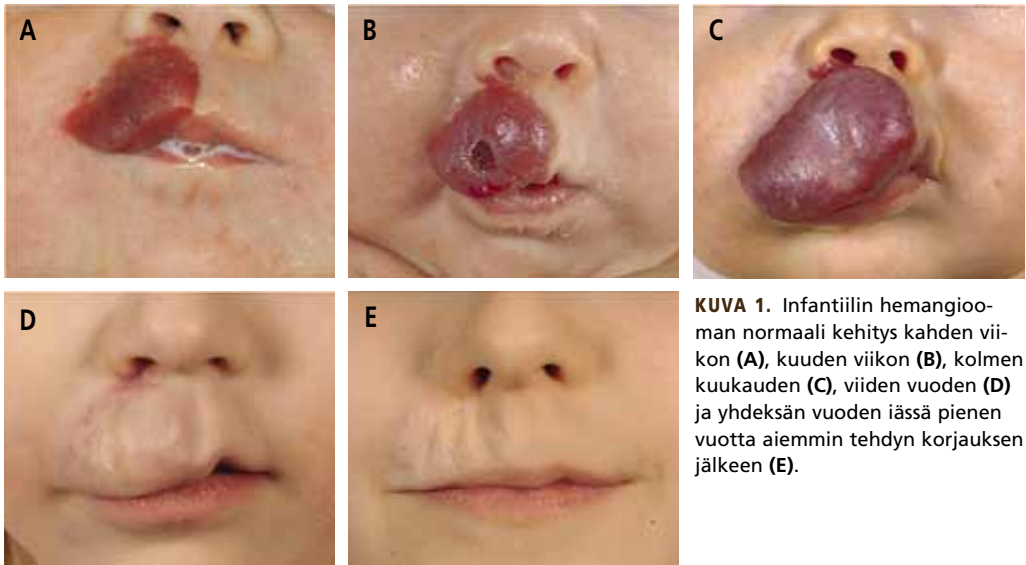 A
B
C
D
E
KUVA 1. Infantiilin hemangioo-
man normaali kehitys kahden vii-
kon (A), kuuden viikon (B), kolmen
kuukauden (C), viiden vuoden (D)
ja yhdeksän vuoden iässä pienen
vuotta aiemmin tehdyn korjauksen
jälkeen (E).